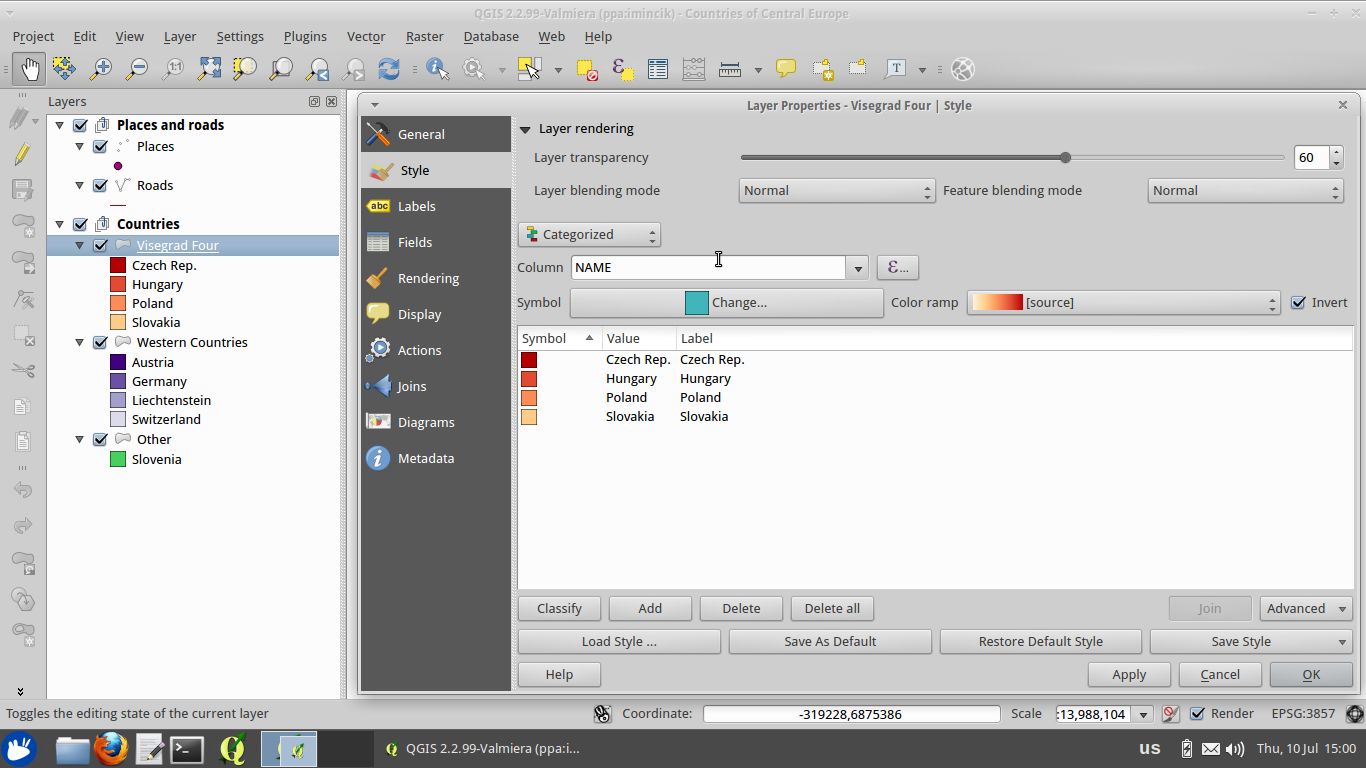 QGIS 2.2.99-Valmiera (ppa:imincik) - Countries of Central Europe
Project Edit View Layer Settings Plugins Vector Raster Database Web Help
1:1
T
Layers
Places and roads
Places
Roads
Countries
Visegrad Four
Czech Rep.
Hungary
Poland
Slovakia
Western Countries
Austria
Germany
Liechtenstein
Switzerland
Other
Slovenia
Layer Properties - Visegrad Four | Style
General
Style
abc Labels
Fields
Rendering
Display
Actions
Joins
Diagrams
Metadata
Layer rendering
Layer transparency 60
Layer blending mode Normal Feature blending mode Normal
Categorized
Column NAME ε...
Symbol Change... Color ramp [source] Invert
Symbol Value Label
Czech Rep. Czech Rep.
Hungary Hungary
Poland Poland
Slovakia Slovakia
Classify Add Delete Delete all Join Advanced
Load Style ... Save As Default Restore Default Style Save Style
Help Apply Cancel OK
Toggles the editing state of the current layer Coordinate: -319228,6875386 Scale :13,988,104 Render EPSG:3857
QGIS 2.2.99-Valmiera (ppa:i... us Thu, 10 Jul 15:00